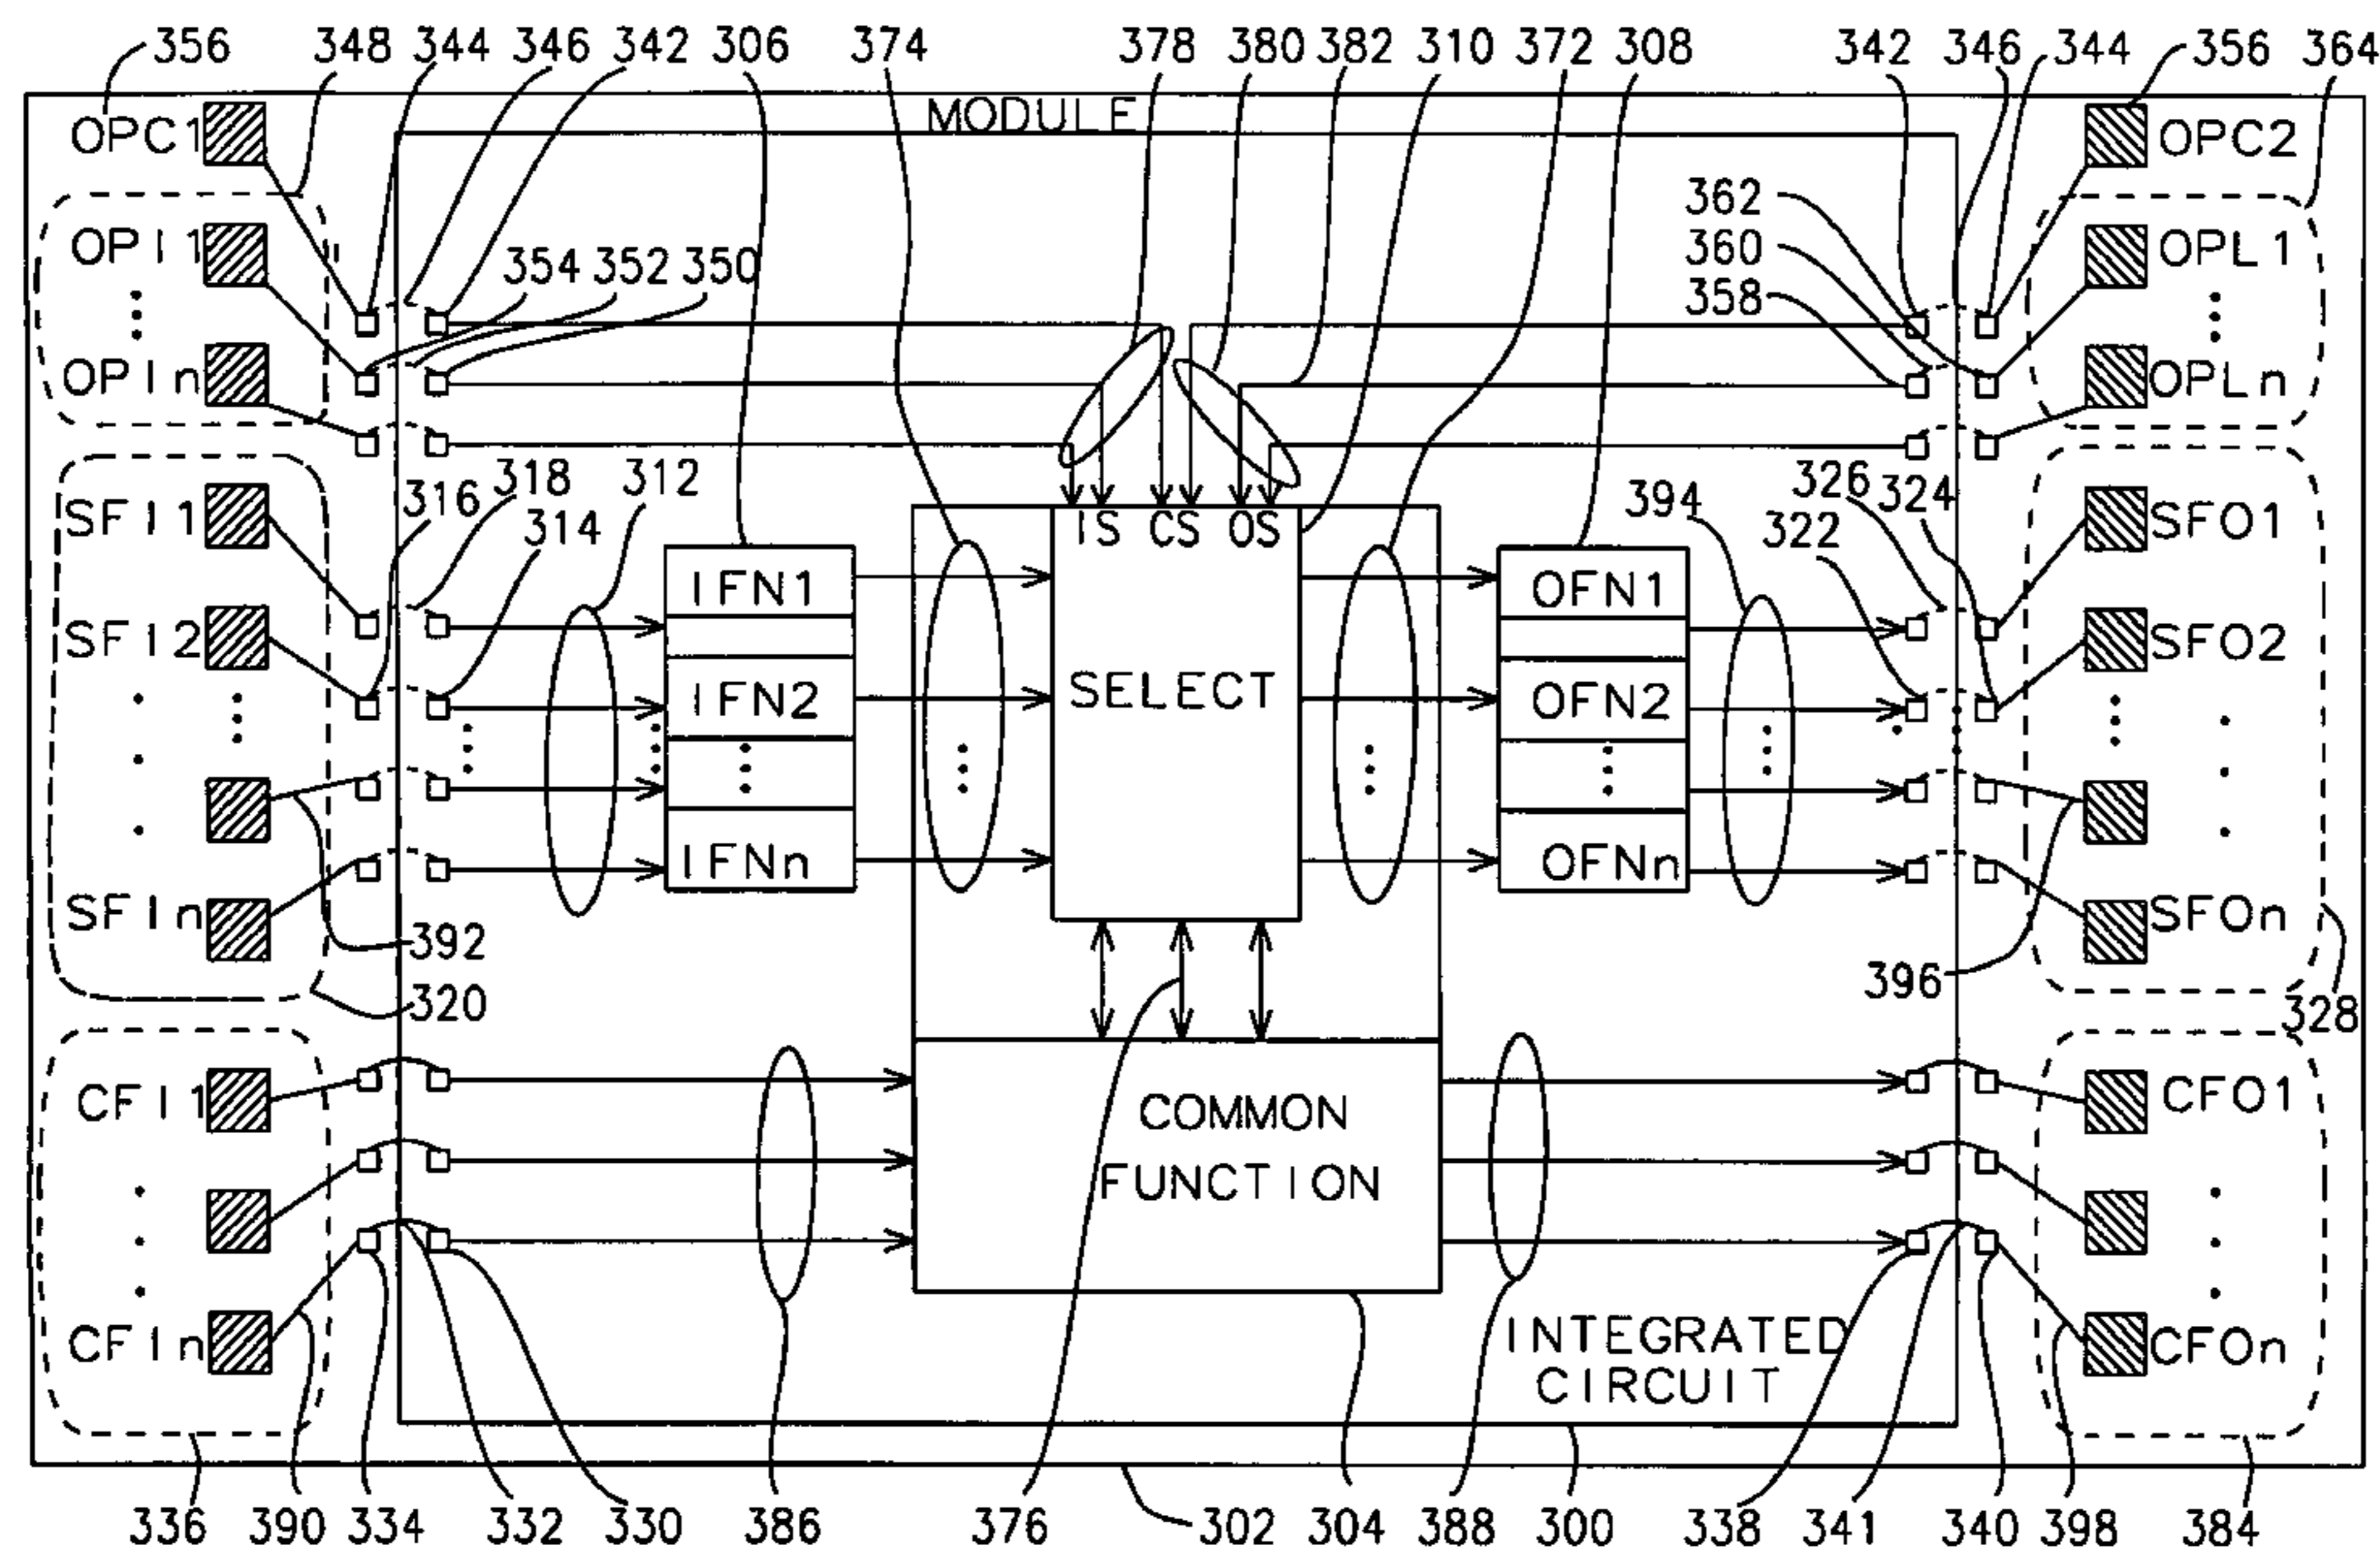 356 348 344 346 342 306 374 378 380 382 310 372 308 342 346 344 356 364
MODULE
OPC1 OPC2
362
OPI1 360 OPL1
354 352 350 358
OPIn OPLn
318 312 326 324
316 394
SFI1 314 IS CS OS 322 SFO1
IFN1 OFN1
SFI2 SELECT SFO2
IFN2 OFN2
IFNn OFNn
SFIn SFOn
392 396
320 328
CFI1 COMMON CFO1
FUNCTION
CFIn INTEGRATED CFOn
CIRCUIT
336 390 334 332 330 386 376 302 304 388 300 338 341 340 398 384